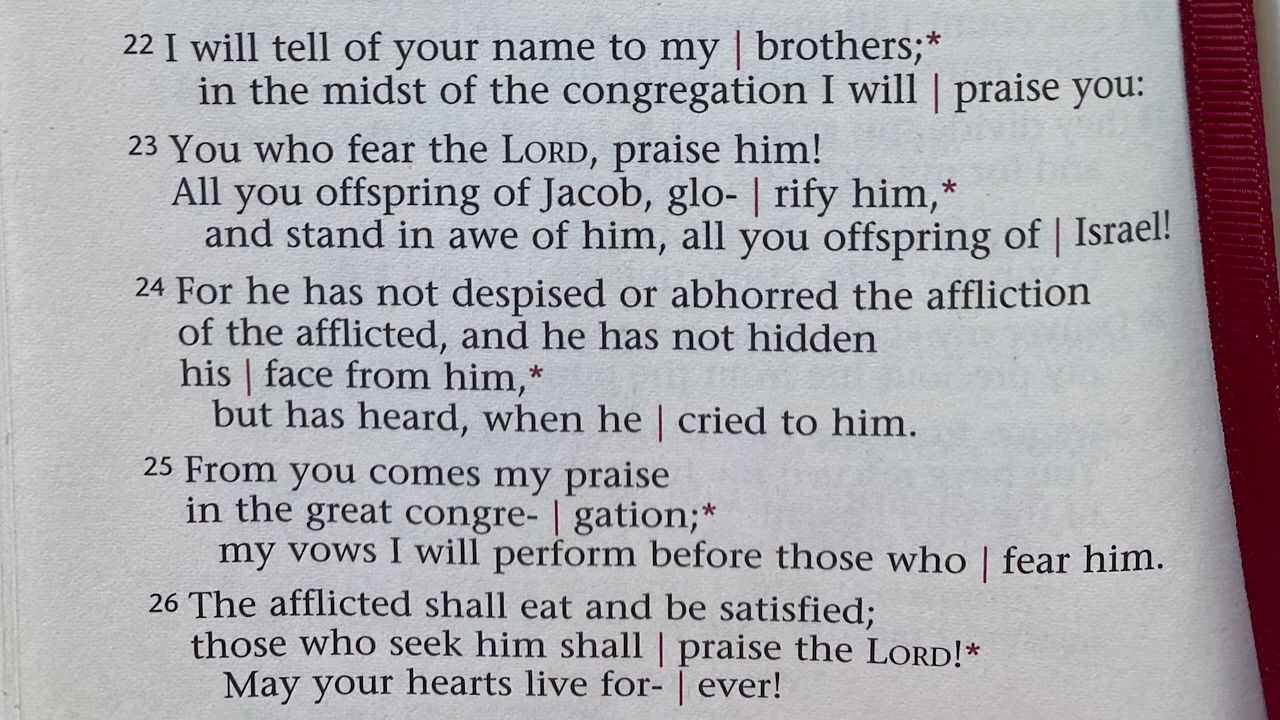 22 I will tell of your name to my | brothers;*
in the midst of the congregation I will | praise you:
23 You who fear the LORD, praise him!
All you offspring of Jacob, glo- | rify him,*
and stand in awe of him, all you offspring of | Israel!
24 For he has not despised or abhorred the affliction
of the afflicted, and he has not hidden
his | face from him,*
but has heard, when he | cried to him.
25 From you comes my praise
in the great congre- | gation;*
my vows I will perform before those who | fear him.
26 The afflicted shall eat and be satisfied;
those who seek him shall | praise the LORD!*
May your hearts live for- | ever!